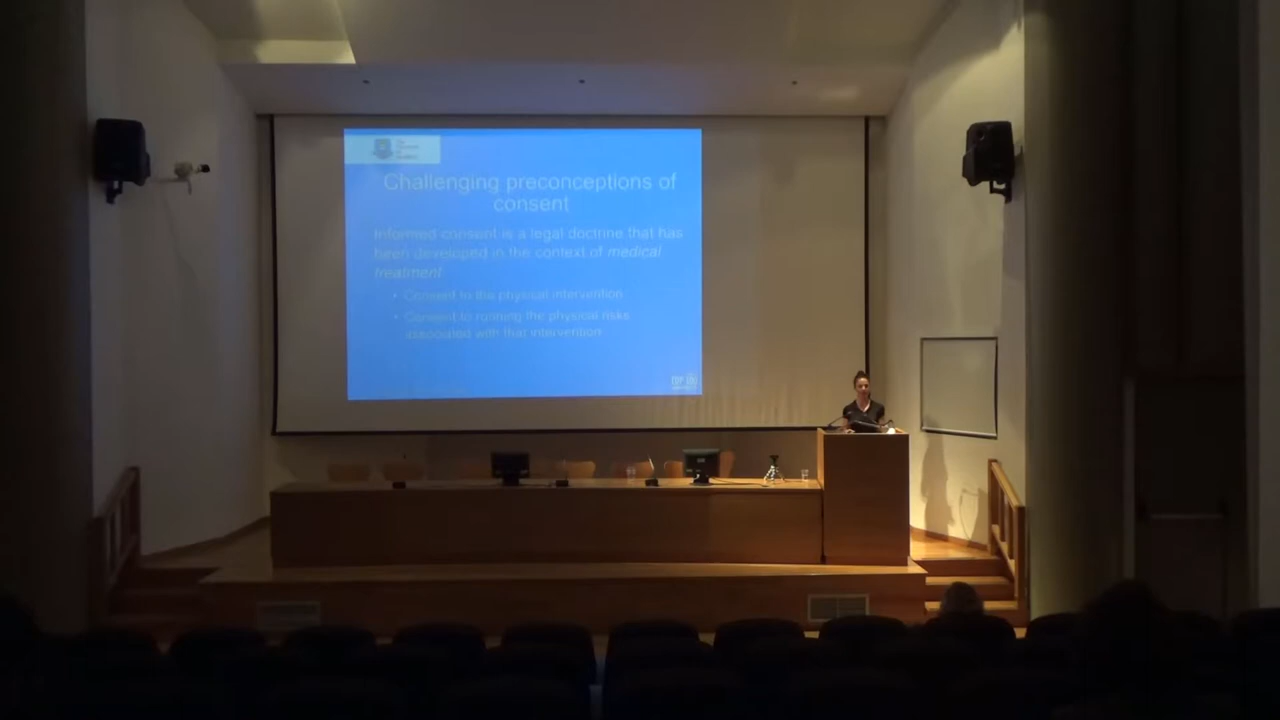 Challenging preconceptions of
consent
Informed consent is a legal doctrine that has
been developed in the context of medical
treatment
• Consent to the physical intervention
• Consent to running the physical risks
associated with that intervention